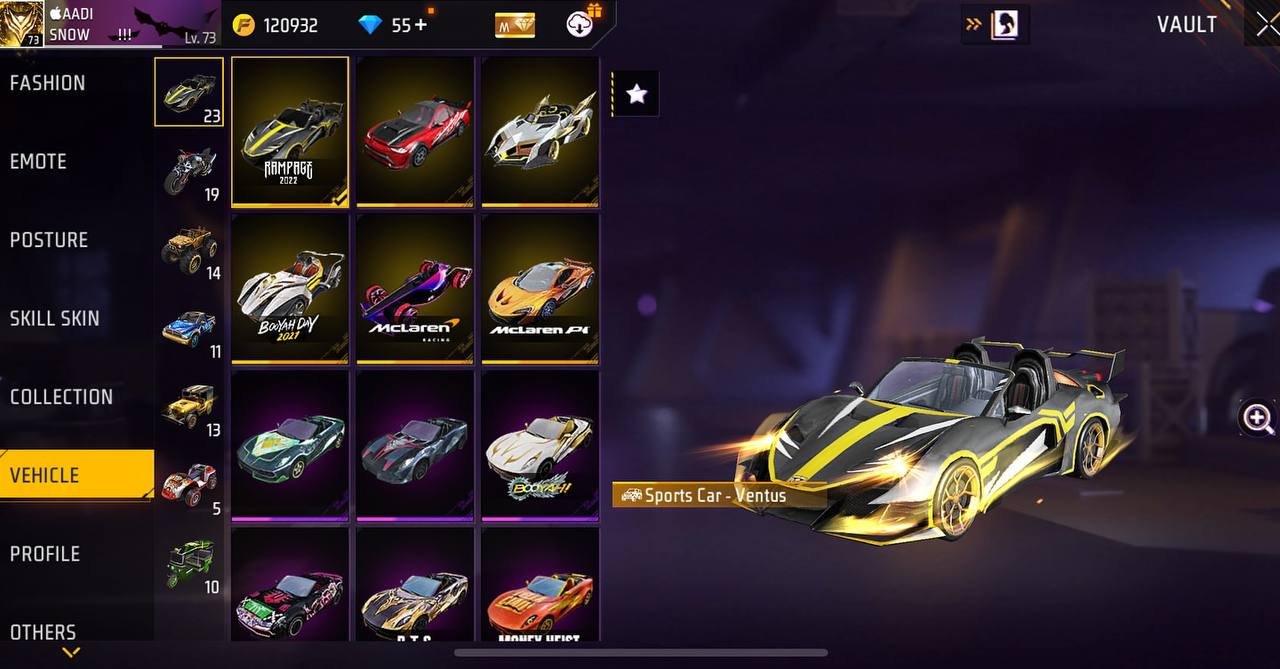 AADI
SNOW !!!
73
Lv. 73
F 120932
55 +
M
VAULT
FASHION
EMOTE
POSTURE
SKILL SKIN
COLLECTION
VEHICLE
PROFILE
OTHERS
23
19
14
11
13
5
10
RAMPAGE
2022
BOOYAH DAY
2021
McLaren
RACING
McLaren P1
BOOYAH!
MONEY HEIST
Sports Car - Ventus